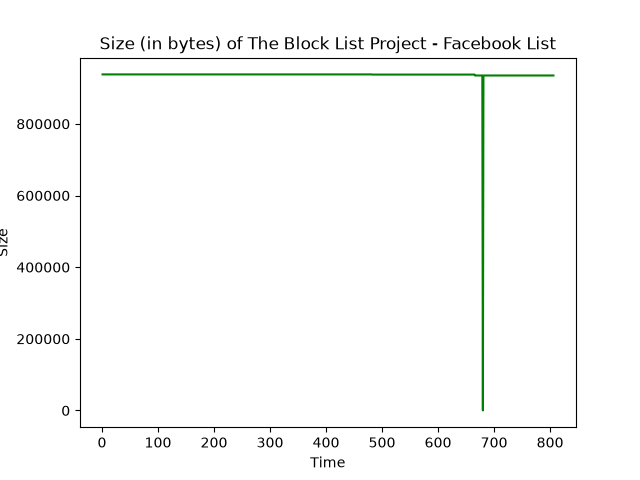 Size (in bytes) of The Block List Project - Facebook List
800000
600000
400000
200000
0
Size
0 100 200 300 400 500 600 700 800
Time